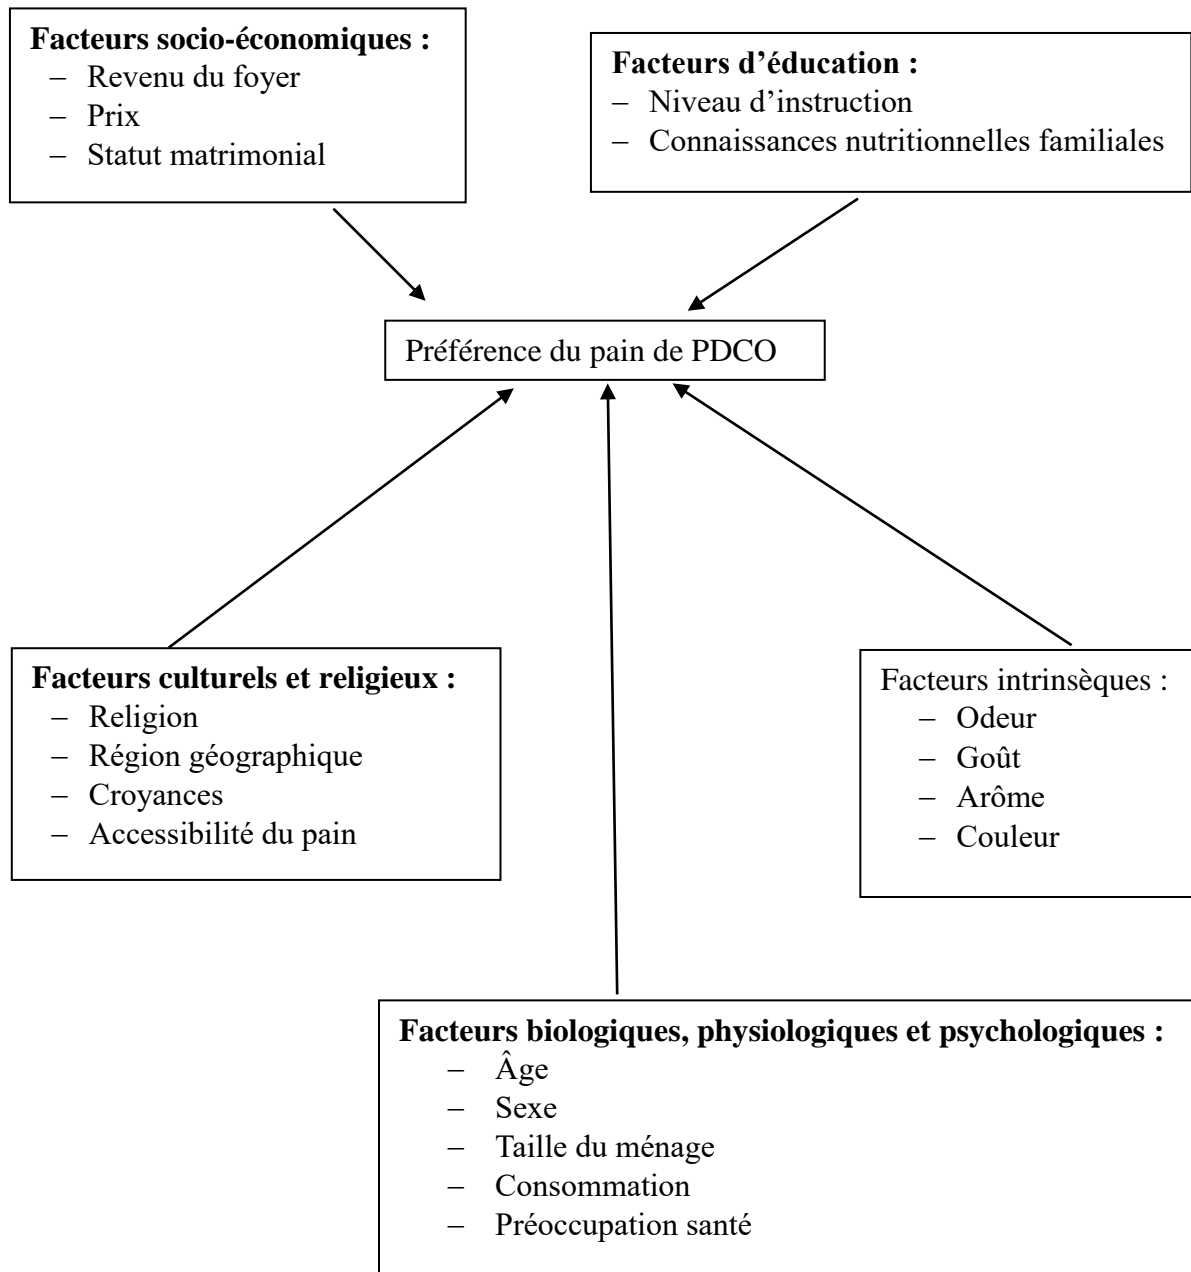 Facteurs socio-économiques :
– Revenu du foyer
– Prix
– Statut matrimonial
Facteurs d’éducation :
– Niveau d’instruction
– Connaissances nutritionnelles familiales
Préférence du pain de PDCO
Facteurs culturels et religieux :
– Religion
– Région géographique
– Croyances
– Accessibilité du pain
Facteurs intrinsèques :
– Odeur
– Goût
– Arôme
– Couleur
Facteurs biologiques, physiologiques et psychologiques :
– Âge
– Sexe
– Taille du ménage
– Consommation
– Préoccupation santé